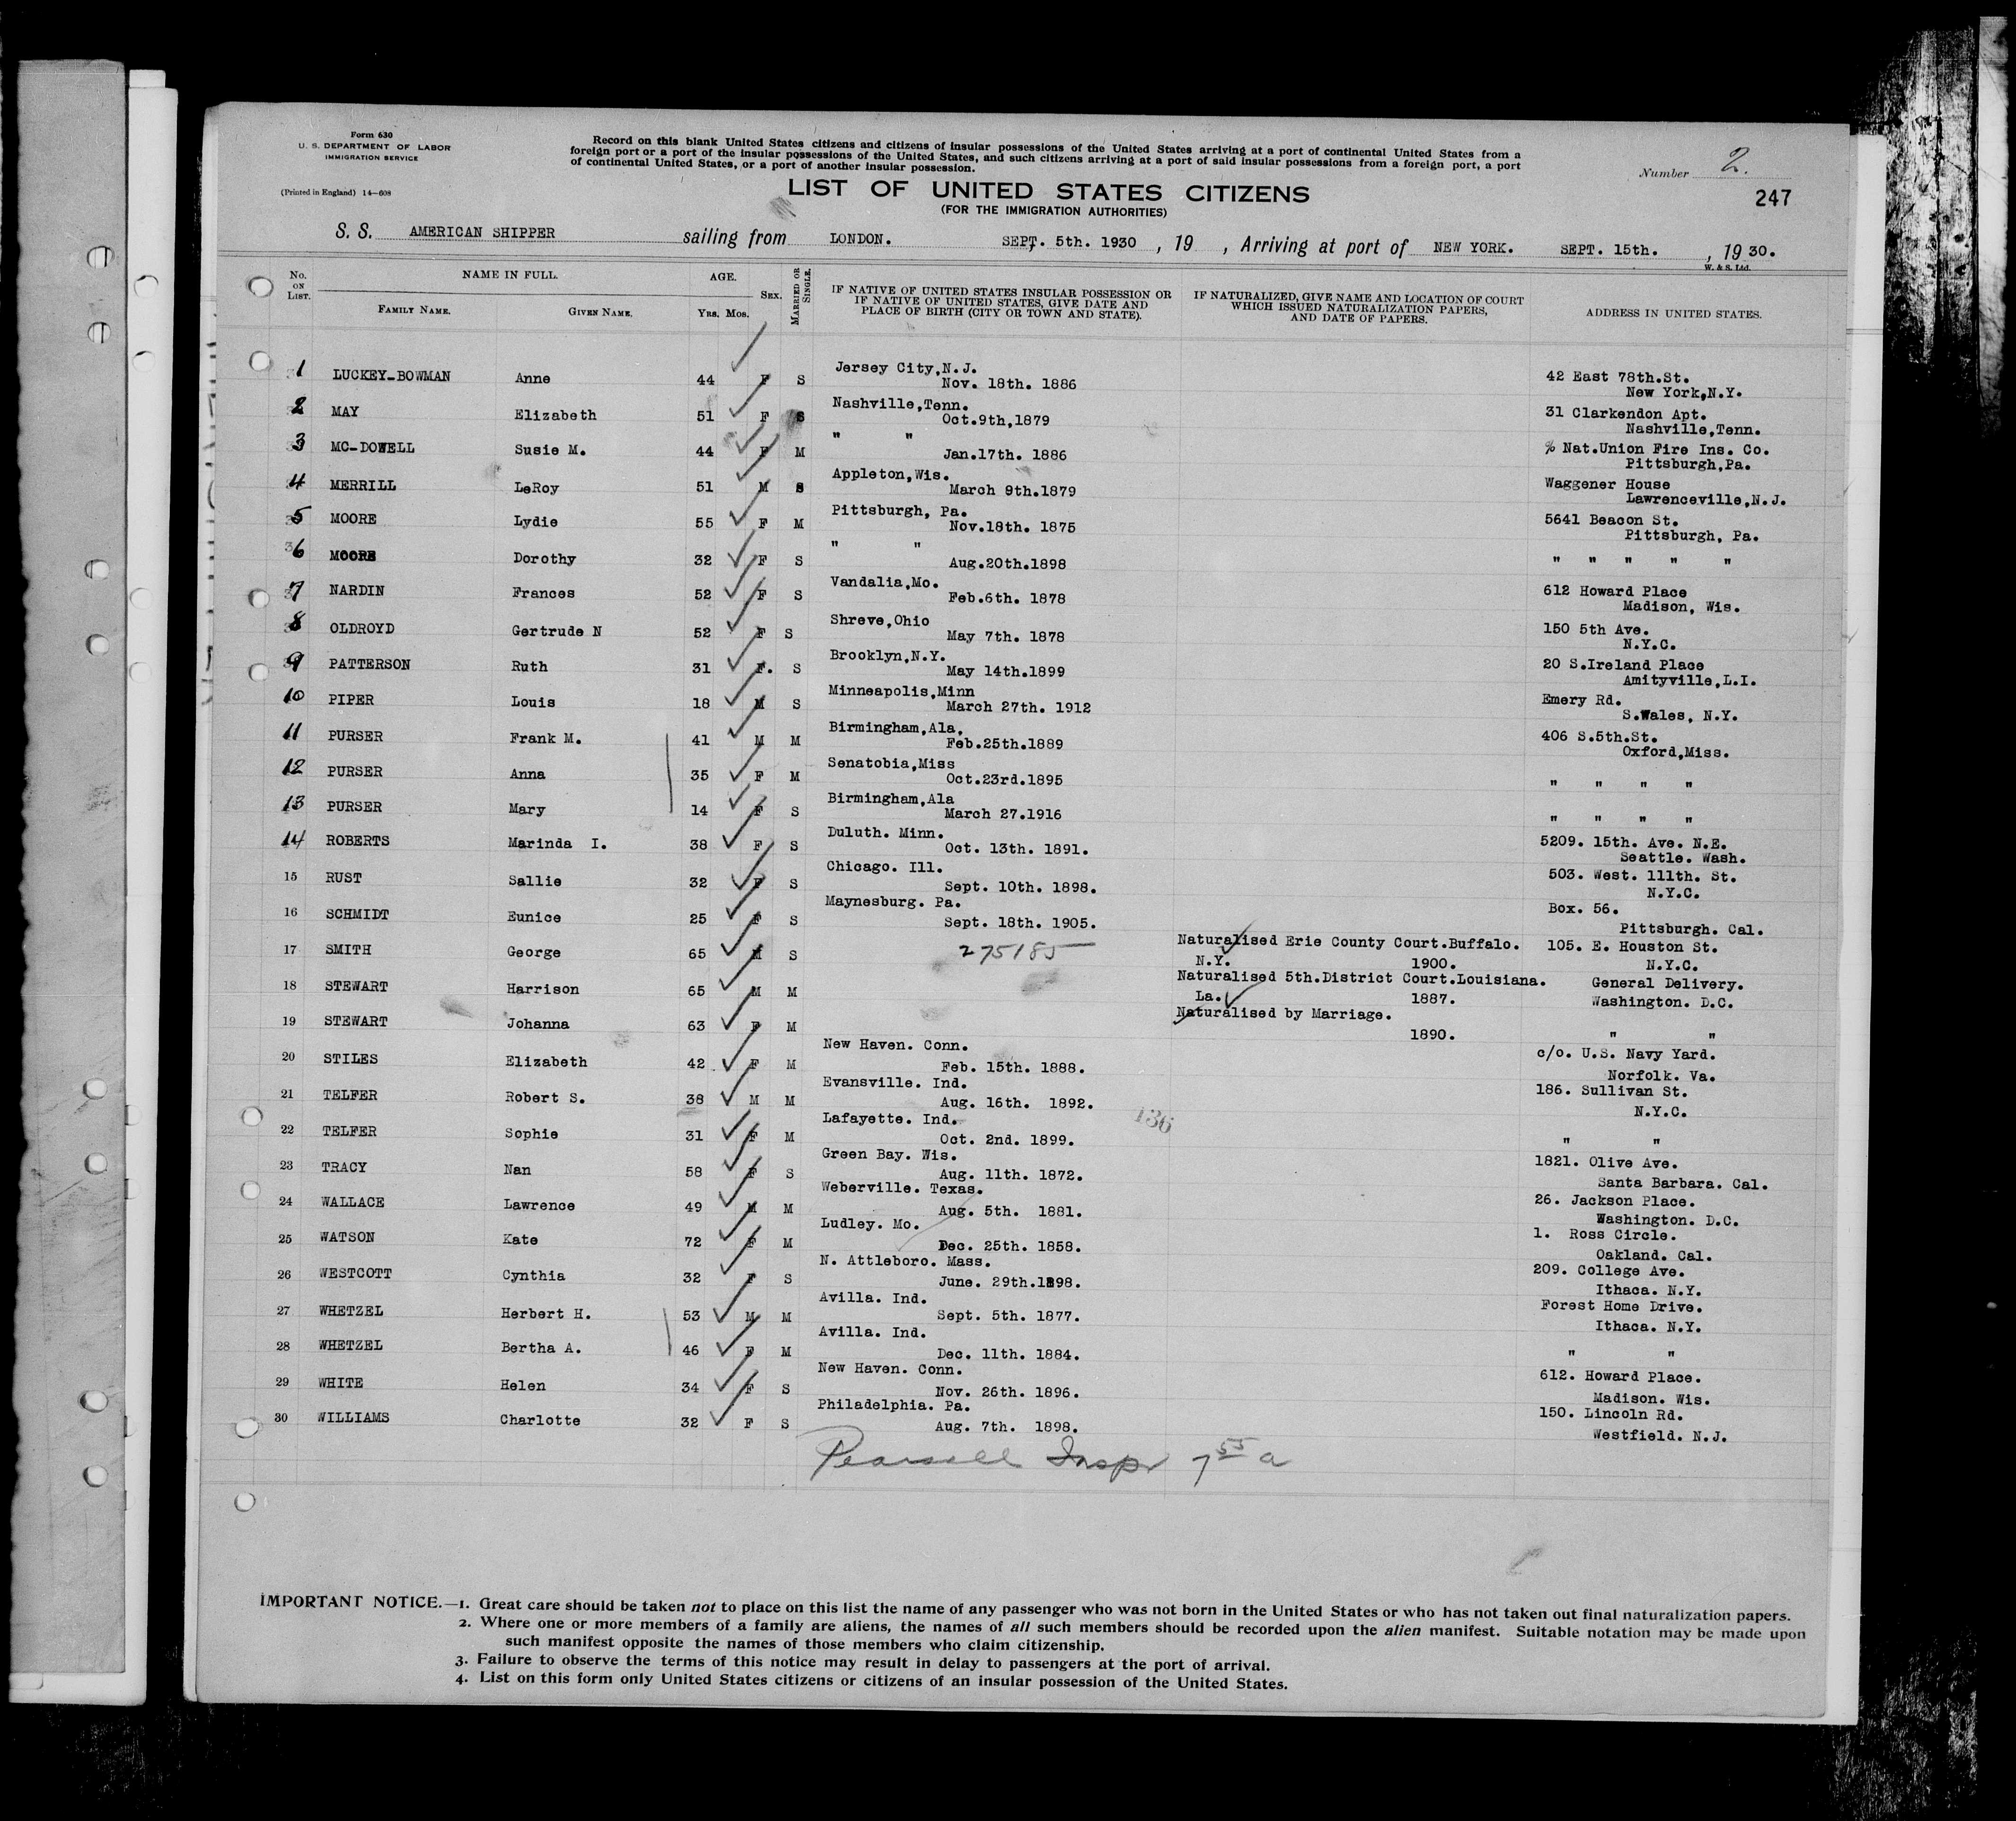 Form 630
U. S. DEPARTMENT OF LABOR
IMMIGRATION SERVICE
(Printed in England) 14—608
Record on this blank United States citizens and citizens of insular possessions of the United States arriving at a port of continental United States from a
foreign port or a port of the insular possessions of the United States, and such citizens arriving at a port of said insular possessions from a foreign port, a port
of continental United States, or a port of another insular possession.
Number 2.
247
LIST OF UNITED STATES CITIZENS
(FOR THE IMMIGRATION AUTHORITIES)
S. S. AMERICAN SHIPPER sailing from LONDON. SEPT. 5th. 1930 , 19 , Arriving at port of NEW YORK. SEPT. 15th. , 19 30.
W. & S. Ltd.
No. ON LIST. NAME IN FULL. AGE. SEX. MARRIED OR SINGLE. IF NATIVE OF UNITED STATES INSULAR POSSESSION OR IF NATIVE OF UNITED STATES, GIVE DATE AND PLACE OF BIRTH (CITY OR TOWN AND STATE). IF NATURALIZED, GIVE NAME AND LOCATION OF COURT WHICH ISSUED NATURALIZATION PAPERS, AND DATE OF PAPERS. ADDRESS IN UNITED STATES.
FAMILY NAME. GIVEN NAME. Yrs. Mos.
1 LUCKEY-BOWMAN Anne 44 F S Jersey City,N.J. 42 East 78th.St.
Nov. 18th. 1886 New York,N.Y.
2 MAY Elizabeth 51 F S Nashville,Tenn. 31 Clarkendon Apt.
Oct.9th,1879 Nashville,Tenn.
3 MC-DOWELL Susie M. 44 F M " " % Nat.Union Fire Ins. Co.
Jan.17th. 1886 Pittsburgh,Pa.
4 MERRILL LeRoy 51 M S Appleton,Wis. Waggener House
March 9th.1879 Lawrenceville,N.J.
5 MOORE Lydie 55 F M Pittsburgh, Pa. 5641 Beacon St.
Nov.18th. 1875 Pittsburgh, Pa.
6 MOORE Dorothy 32 F S " " " " " " "
Aug.20th.1898
7 NARDIN Frances 52 F S Vandalia,Mo. 612 Howard Place
Feb.6th. 1878 Madison, Wis.
8 OLDROYD Gertrude N 52 F S Shreve,Ohio 150 5th Ave.
May 7th. 1878 N.Y.C.
9 PATTERSON Ruth 31 F. S Brooklyn,N.Y. 20 S.Ireland Place
May 14th.1899 Amityville,L.I.
10 PIPER Louis 18 M S Minneapolis,Minn Emery Rd.
March 27th. 1912 S.Wales, N.Y.
11 PURSER Frank M. 41 M M Birmingham,Ala, 406 S.5th.St.
Feb.25th.1889 Oxford,Miss.
12 PURSER Anna 35 F M Senatobia,Miss " " " "
Oct.23rd.1895
13 PURSER Mary 14 F S Birmingham,Ala " " " "
March 27.1916
14 ROBERTS Marinda I. 38 F S Duluth. Minn. 5209. 15th. Ave. N.E.
Oct. 13th. 1891. Seattle. Wash.
15 RUST Sallie 32 F S Chicago. Ill. 503. West. 111th. St.
Sept. 10th. 1898. N.Y.C.
16 SCHMIDT Eunice 25 F S Maynesburg. Pa. Box. 56.
Sept. 18th. 1905. Pittsburgh. Cal.
17 SMITH George 65 M S 275185 Naturalised Erie County Court.Buffalo. 105. E. Houston St.
N.Y. 1900. N.Y.C.
18 STEWART Harrison 65 M M Naturalised 5th.District Court.Louisiana. General Delivery.
La. 1887. Washington. D.C.
19 STEWART Johanna 63 F M Naturalised by Marriage.
1890. " "
20 STILES Elizabeth 42 F M New Haven. Conn. c/o. U.S. Navy Yard.
Feb. 15th. 1888. Norfolk. Va.
21 TELFER Robert S. 38 M M Evansville. Ind. 186. Sullivan St.
Aug. 16th. 1892. N.Y.C.
136
22 TELFER Sophie 31 F M Lafayette. Ind. " "
Oct. 2nd. 1899.
23 TRACY Nan 58 F S Green Bay. Wis. 1821. Olive Ave.
Aug. 11th. 1872. Santa Barbara. Cal.
24 WALLACE Lawrence 49 M M Weberville. Texas. 26. Jackson Place.
Aug. 5th. 1881. Washington. D.C.
25 WATSON Kate 72 F M Ludley. Mo. 1. Ross Circle.
Dec. 25th. 1858. Oakland. Cal.
26 WESTCOTT Cynthia 32 F S N. Attleboro. Mass. 209. College Ave.
June. 29th.1898. Ithaca. N.Y.
27 WHETZEL Herbert H. 53 M M Avilla. Ind. Forest Home Drive.
Sept. 5th. 1877. Ithaca. N.Y.
28 WHETZEL Bertha A. 46 F M Avilla. Ind. " "
Dec. 11th. 1884.
29 WHITE Helen 34 F S New Haven. Conn. 612. Howard Place.
Nov. 26th. 1896. Madison. Wis.
30 WILLIAMS Charlotte 32 F S Philadelphia. Pa. 150. Lincoln Rd.
Aug. 7th. 1898. Westfield. N.J.
Pearsall Insp 7 55 a
IMPORTANT NOTICE.—1. Great care should be taken not to place on this list the name of any passenger who was not born in the United States or who has not taken out final naturalization papers.
2. Where one or more members of a family are aliens, the names of all such members should be recorded upon the alien manifest. Suitable notation may be made upon
such manifest opposite the names of those members who claim citizenship.
3. Failure to observe the terms of this notice may result in delay to passengers at the port of arrival.
4. List on this form only United States citizens or citizens of an insular possession of the United States.